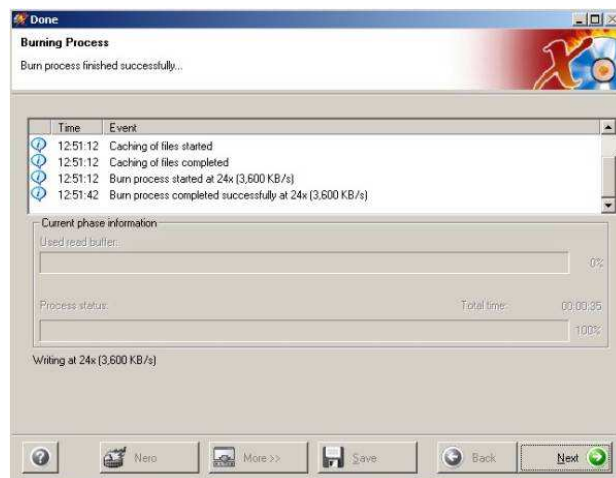 Done
Burning Process
Burn process finished successfully...
Time Event
12:51:12 Caching of files started
12:51:12 Caching of files completed
12:51:12 Burn process started at 24x (3,600 KB/s)
12:51:42 Burn process completed successfully at 24x (3,600 KB/s)
Current phase information
Used read buffer:
0%
Process status: Total time: 00:00:35
100%
Writing at 24x (3,600 KB/s)
? Nero More >> Save Back Next